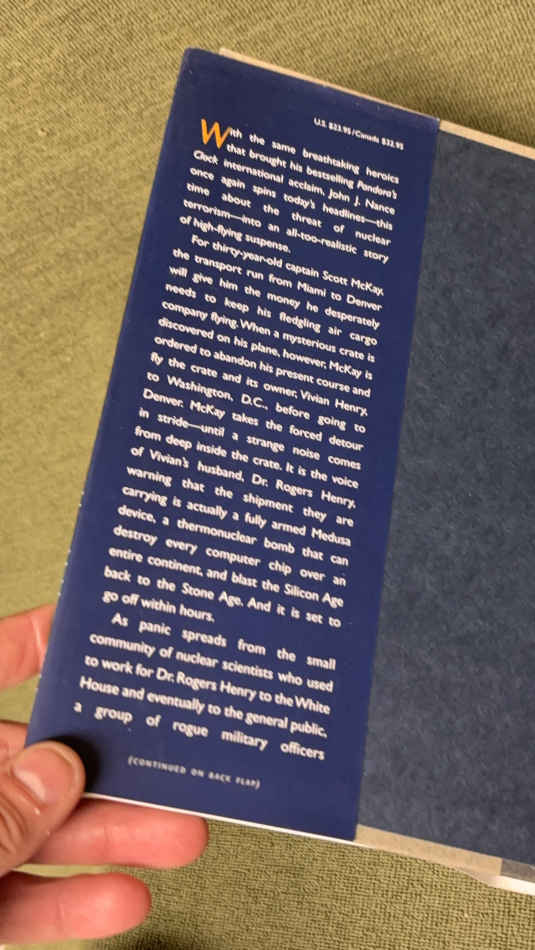 U.S. $23.95/Canada $32.95
With the same breathtaking heroics
that brought his bestselling Pandora's
Clock international acclaim, John J. Nance
once again spins today's headlines—this
time about the threat of nuclear
terrorism—into an all-too-realistic story
of high-flying suspense.
For thirty-year-old captain Scott McKay,
the transport run from Miami to Denver
will give him the money he desperately
needs to keep his fledgling air cargo
company flying. When a mysterious crate is
discovered on his plane, however, McKay is
ordered to abandon his present course and
fly the crate and its owner, Vivian Henry,
to Washington, D.C., before going to
Denver. McKay takes the forced detour
in stride—until a strange noise comes
from deep inside the crate. It is the voice
of Vivian's husband, Dr. Rogers Henry,
warning that the shipment they are
carrying is actually a fully armed Medusa
device, a thermonuclear bomb that can
destroy every computer chip over an
entire continent, and blast the Silicon Age
back to the Stone Age. And it is set to
go off within hours.
As panic spreads from the small
community of nuclear scientists who used
to work for Dr. Rogers Henry to the White
House and eventually to the general public,
a group of rogue military officers
(CONTINUED ON BACK FLAP)